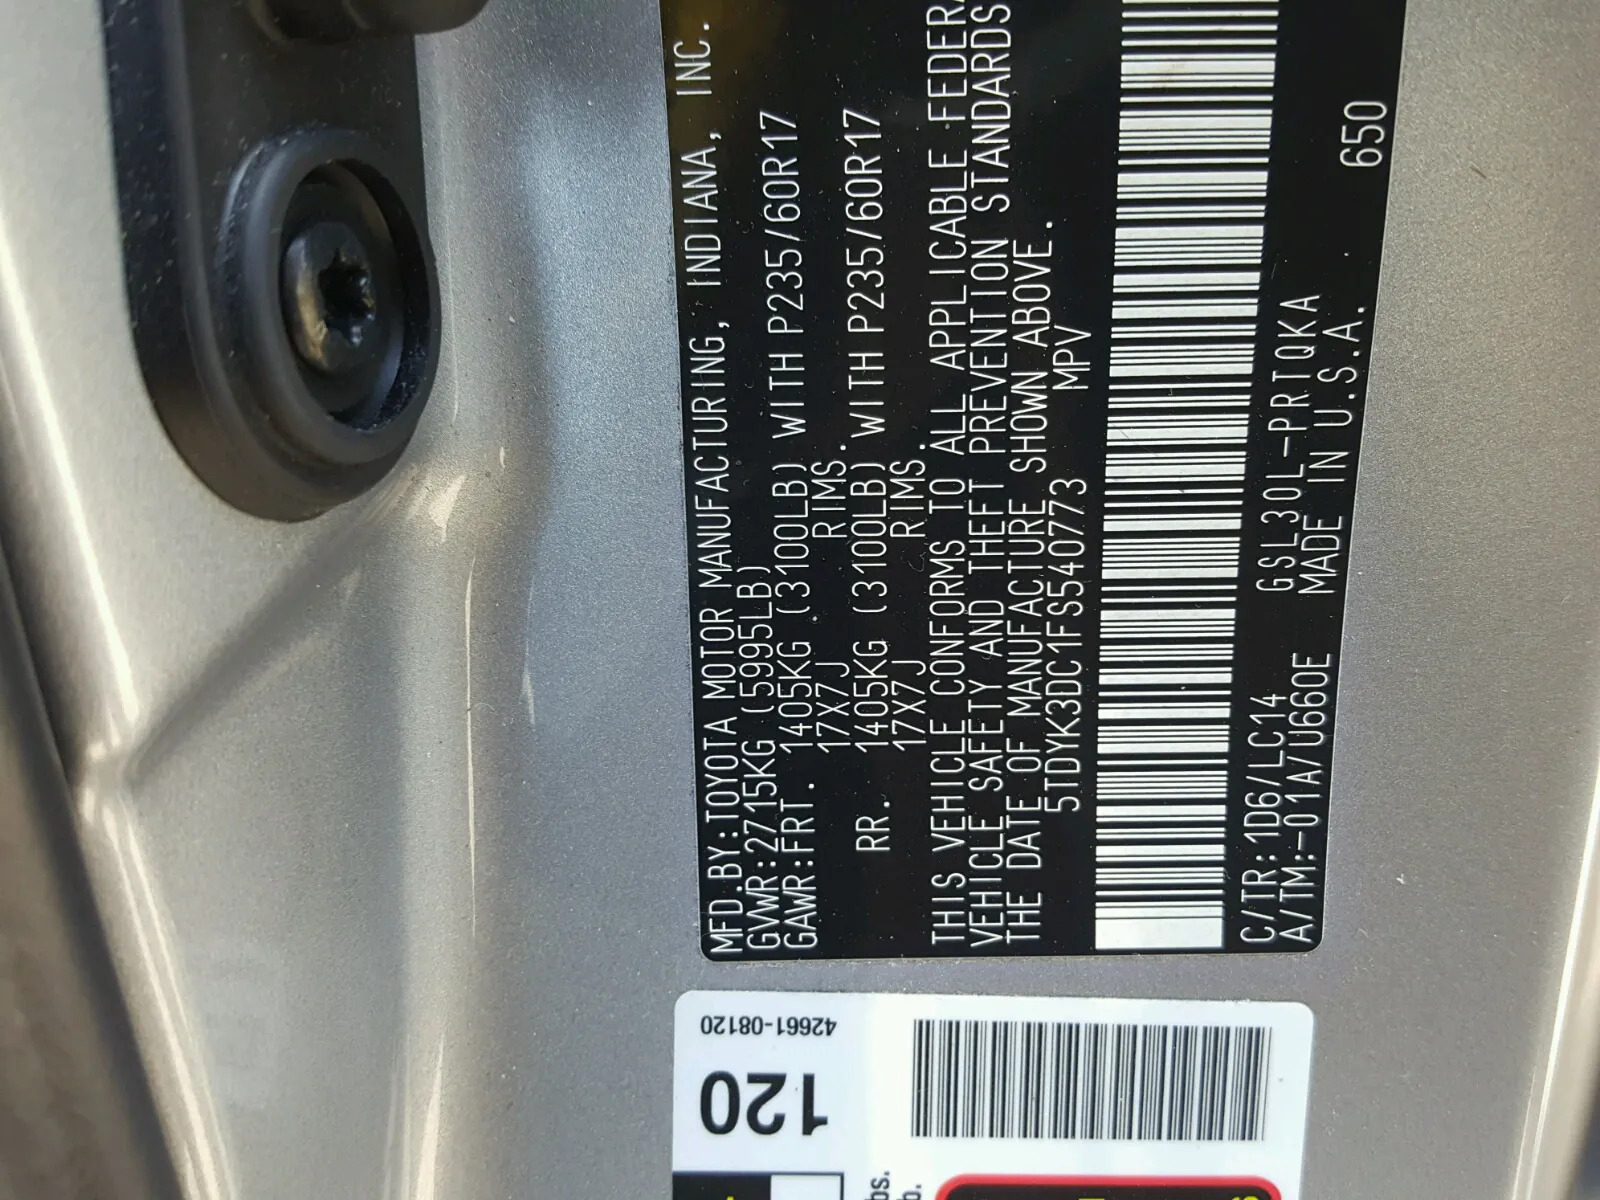 MFD.BY:TOYOTA MOTOR MANUFACTURING, INDIANA, INC.
GVWR:2715KG (5995LB)
GAWR:FRT. 1405KG (3100LB) WITH P235/60R17
17X7J RIMS.
RR. 1405KG (3100LB) WITH P235/60R17
17X7J RIMS.
THIS VEHICLE CONFORMS TO ALL APPLICABLE
VEHICLE SAFETY AND THEFT PREVENTION STANDARDS
THE DATE OF MANUFACTURE SHOWN ABOVE.
5TDYK3DC1FS540773 MPV
C/TR:1D6/LC14 GSL30L-PRTQKA 650
A/TM:-01A/U660E MADE IN U.S.A.
42661-08120
120